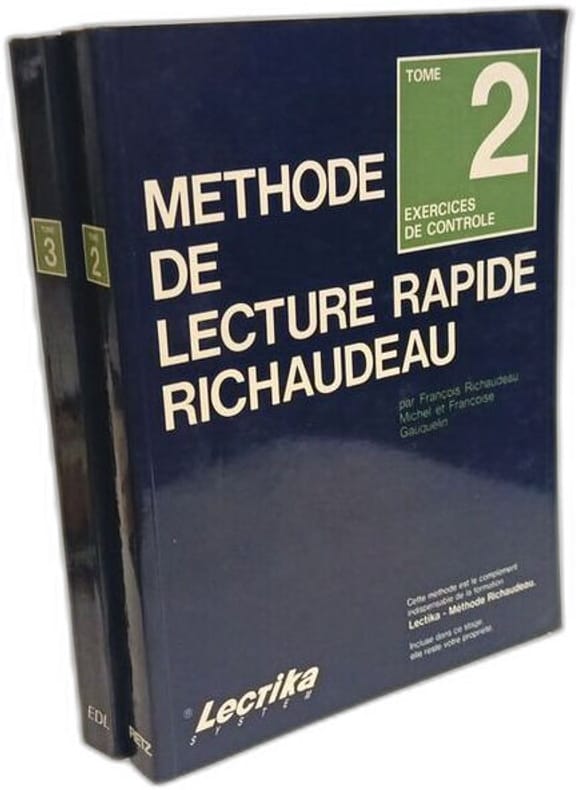 TOME
2
EXERCICES
DE CONTROLE
METHODE
DE
LECTURE RAPIDE
RICHAUDEAU
par François Richaudeau
Michel et Françoise
Gauquelin
Cette méthode est le complément
indispensable de la formation
Lectika - Méthode Richaudeau.
Incluse dans ce stage,
elle reste votre propriété.
® Lectika
SYSTEM
TOME
3
TOME
2
EDL
RETZ